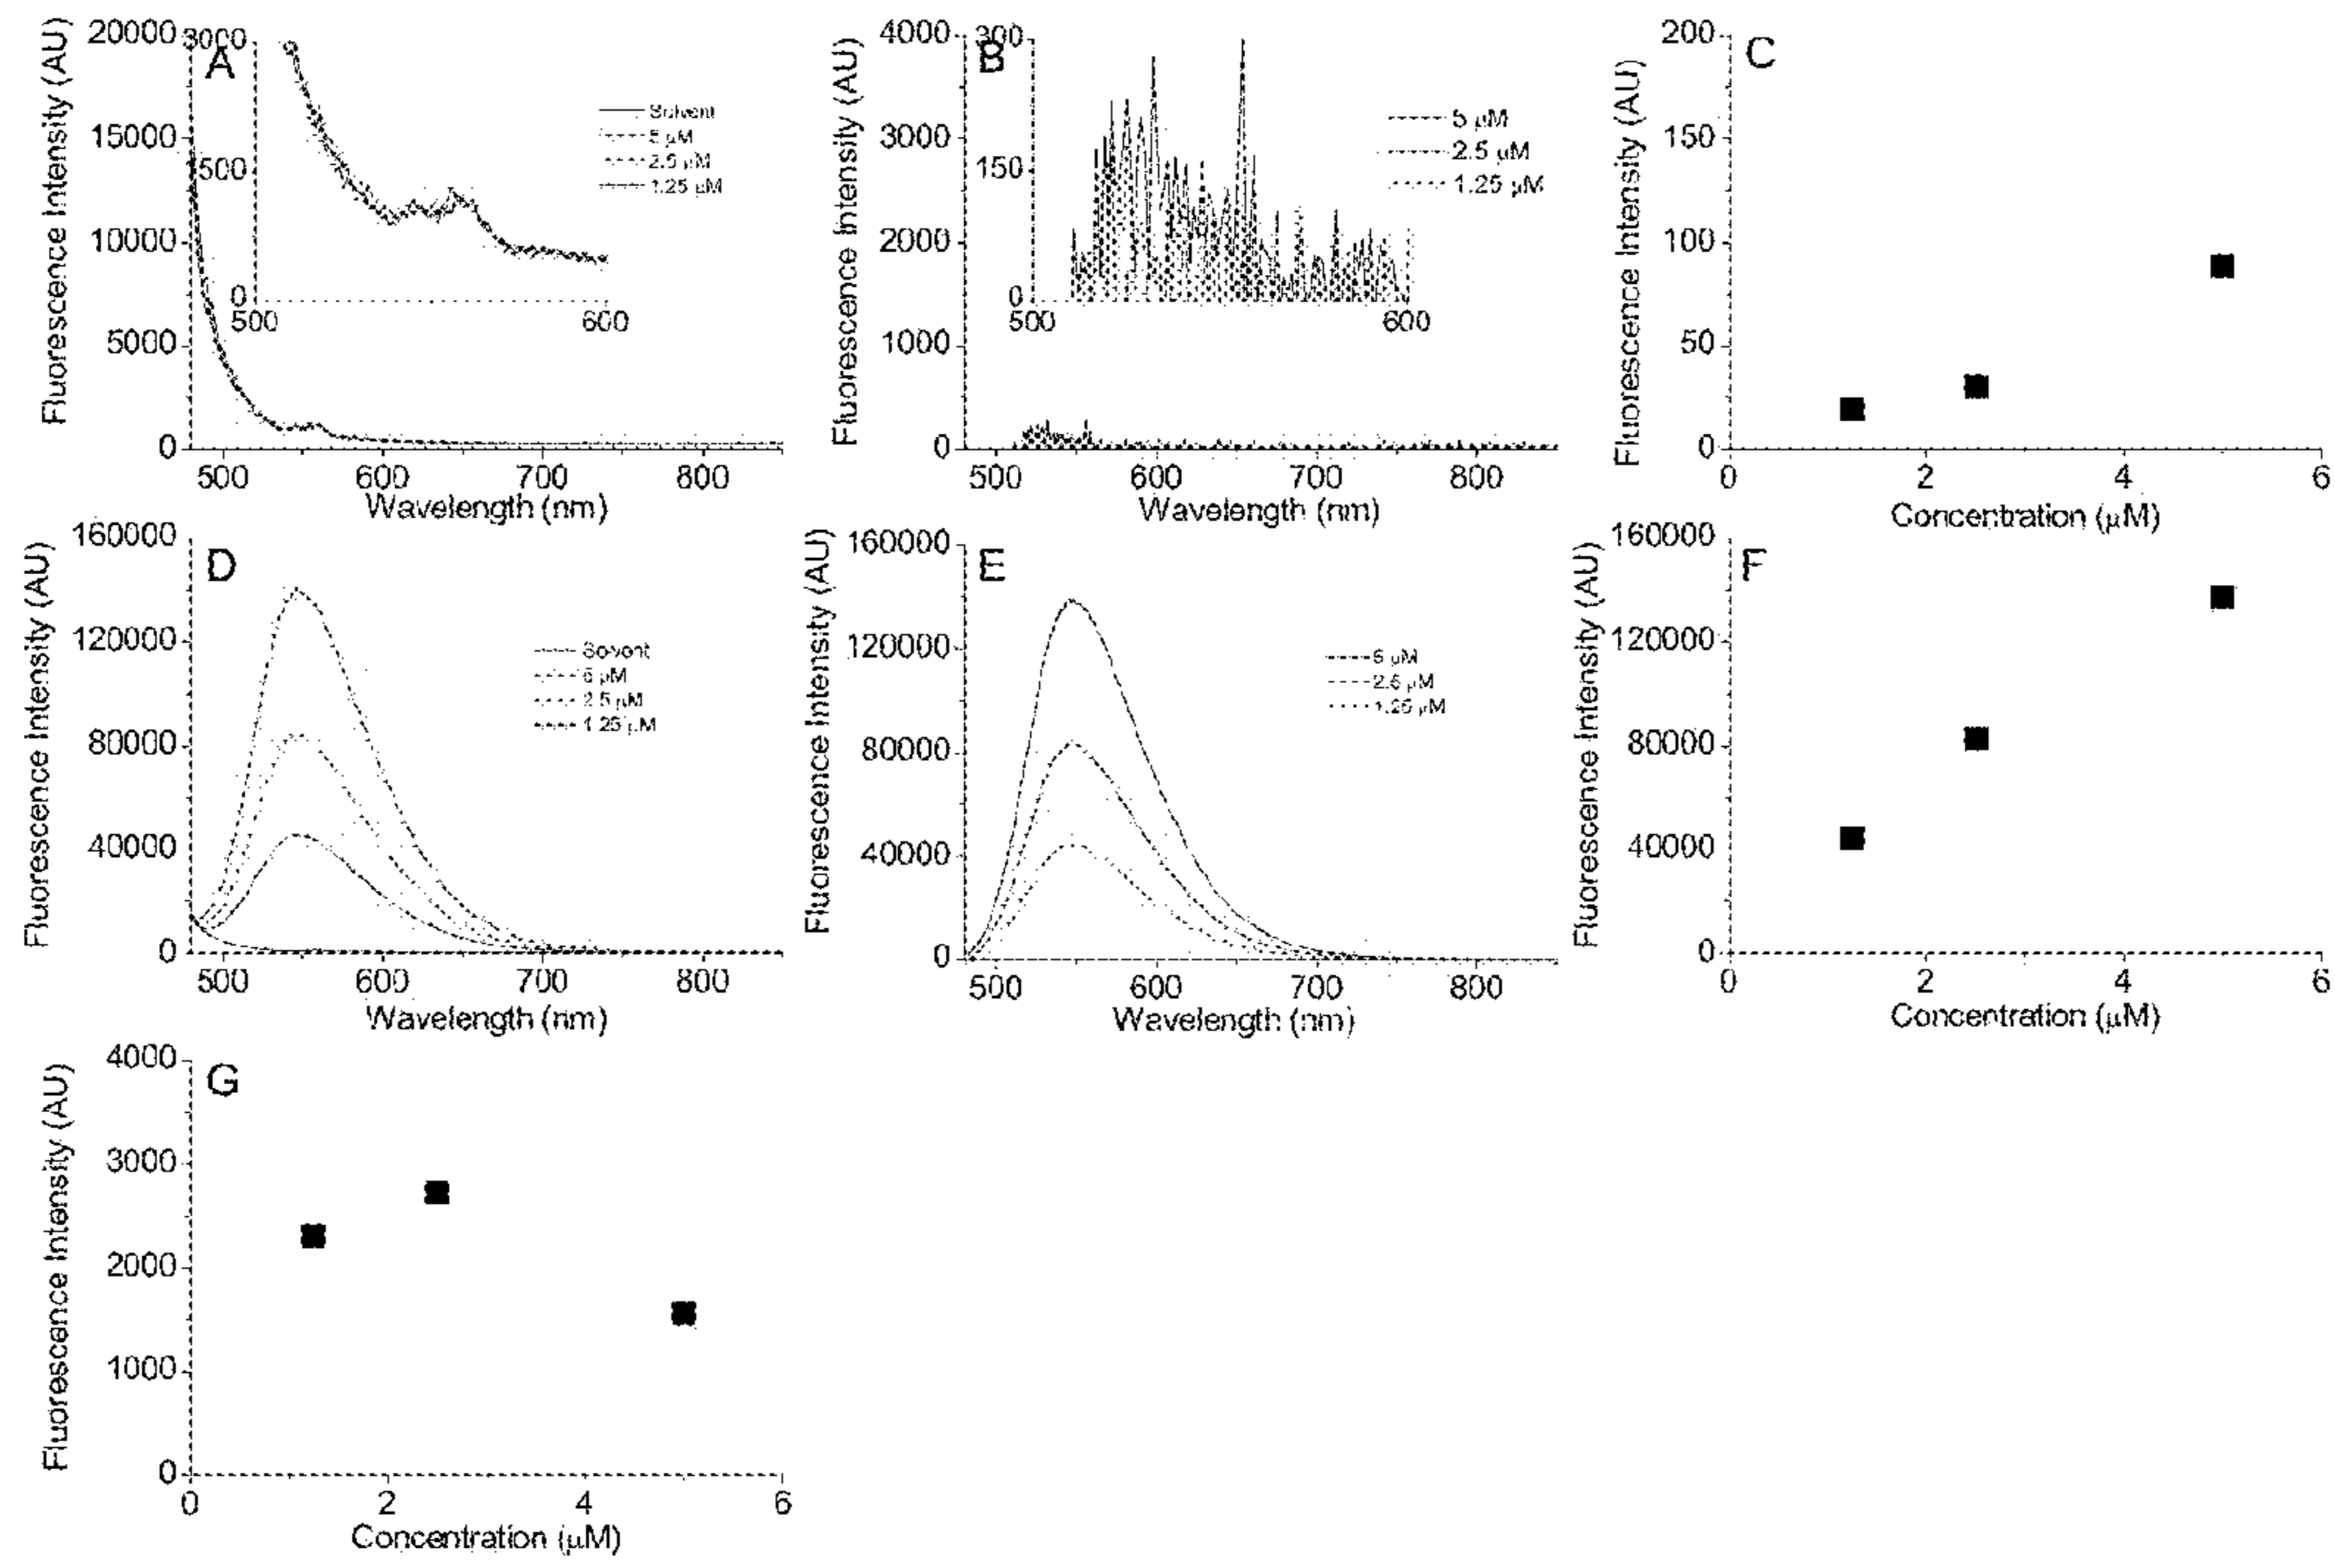 A
Fluorescence Intensity (AU)
20000
15000
10000
5000
0
500
600
700
800
Wavelength (nm)
3000
500
0
500
600
Solvent
5 µM
2.5 µM
1.25 µM
B
Fluorescence Intensity (AU)
4000
3000
2000
1000
0
500
600
700
800
Wavelength (nm)
300
150
0
500
600
5 µM
2.5 µM
1.25 µM
C
Fluorescence Intensity (AU)
200
150
100
50
0
0
2
4
6
Concentration (µM)
D
Fluorescence Intensity (AU)
160000
120000
80000
40000
0
500
600
700
800
Wavelength (nm)
Solvent
5 µM
2.5 µM
1.25 µM
E
Fluorescence Intensity (AU)
160000
120000
80000
40000
0
500
600
700
800
Wavelength (nm)
5 µM
2.5 µM
1.25 µM
F
Fluorescence Intensity (AU)
160000
120000
80000
40000
0
0
2
4
6
Concentration (µM)
G
Fluorescence Intensity (AU)
4000
3000
2000
1000
0
0
2
4
6
Concentration (µM)